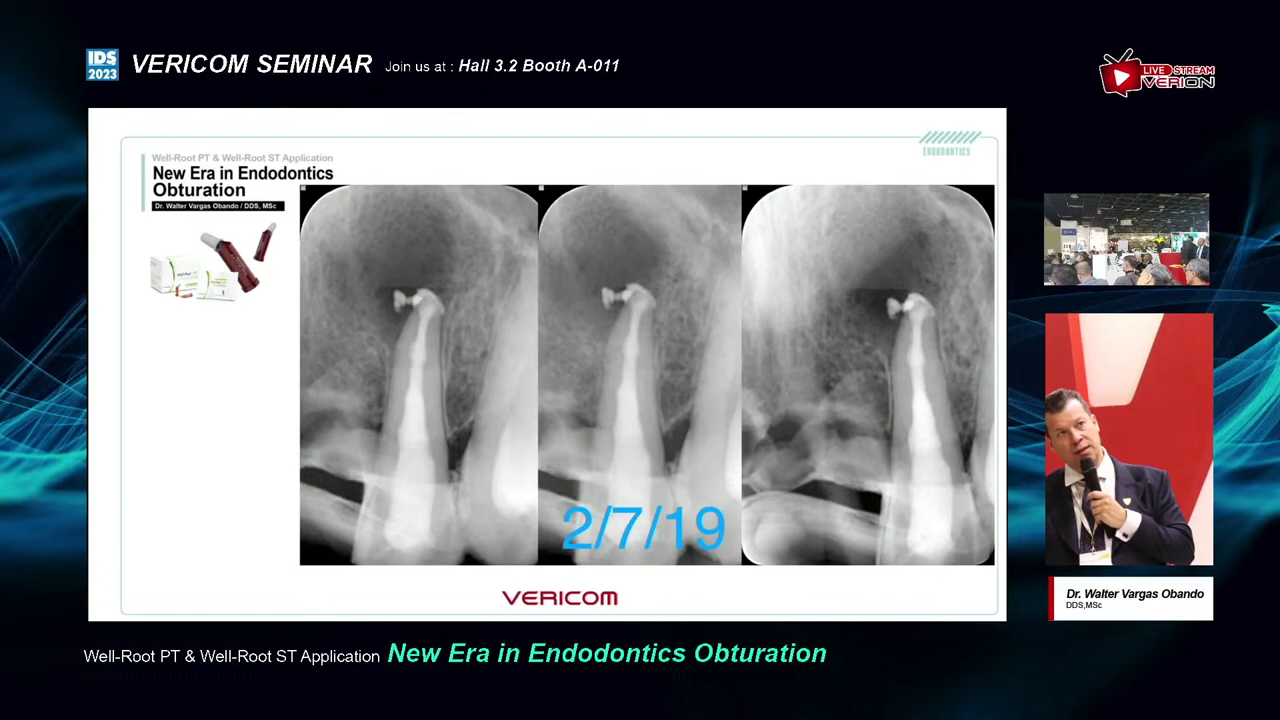 IDS
2023
VERICOM SEMINAR Join us at : Hall 3.2 Booth A-011
LIVE STREAM
VERION
ENDODONTICS
Well-Root PT & Well-Root ST Application
New Era in Endodontics
Obturation
Dr. Walter Vargas Obando / DDS, MSc
2/7/19
VERICOM
Dr. Walter Vargas Obando
DDS,MSc
Well-Root PT & Well-Root ST Application New Era in Endodontics Obturation